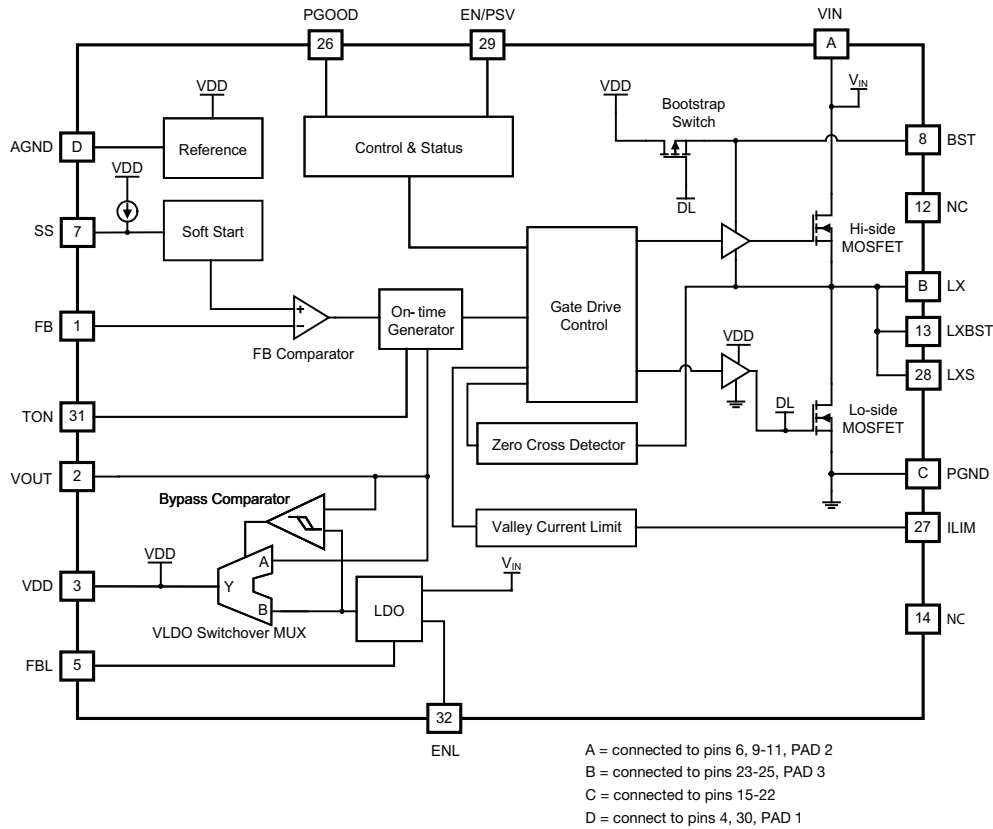 PGOOD
EN/PSV
VIN
26
29
A
VDD
VDD
Bootstrap
Switch
VIN
AGND
D
Reference
Control & Status
8
BST
VDD
DL
12
NC
SS
7
Soft Start
Hi-side
MOSFET
Gate Drive
Control
B
LX
+
−
On-time
Generator
FB
1
FB Comparator
13
LXBST
VDD
28
LXS
TON
31
DL
Lo-side
MOSFET
Zero Cross Detector
VOUT
2
C
PGND
Bypass Comparator
Valley Current Limit
27
ILIM
VDD
A
VIN
VDD
3
Y
B
LDO
14
NC
VLDO Switchover MUX
FBL
5
32
ENL
A = connected to pins 6, 9-11, PAD 2
B = connected to pins 23-25, PAD 3
C = connected to pins 15-22
D = connect to pins 4, 30, PAD 1